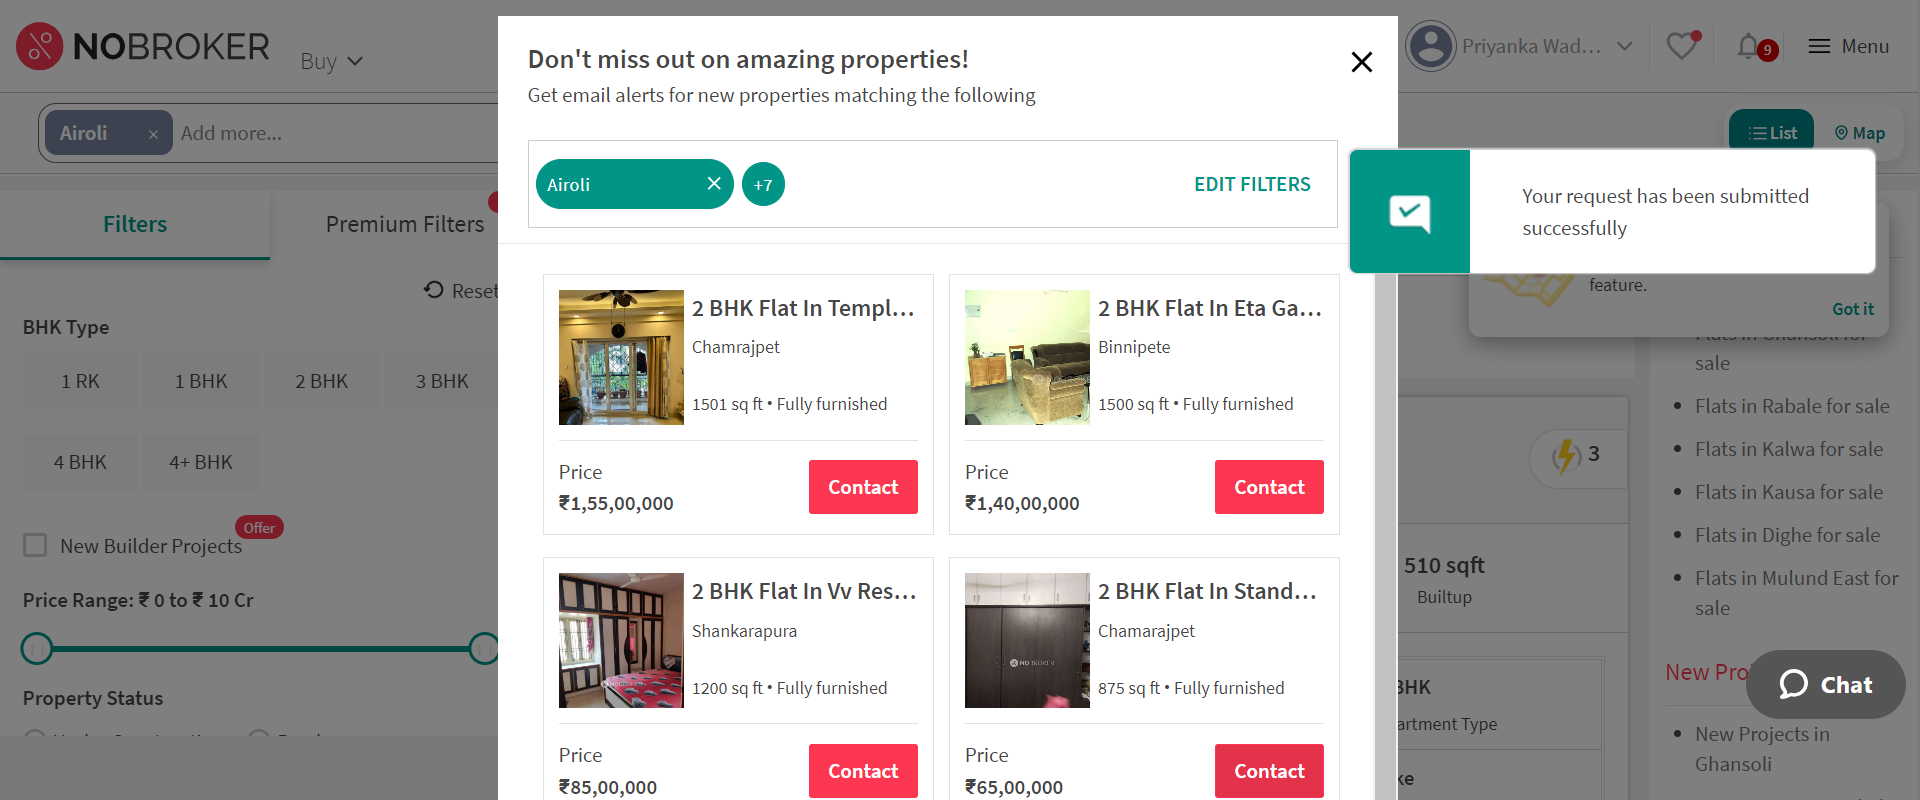 NOBROKER
Buy
Priyanka Wad...
9
Menu
Airoli ×
Add more...
List
Map
Filters
Premium Filters
Reset
BHK Type
1 RK
1 BHK
2 BHK
3 BHK
4 BHK
4+ BHK
New Builder Projects
Offer
Price Range: ₹ 0 to ₹ 10 Cr
Property Status
Don't miss out on amazing properties!
Get email alerts for new properties matching the following
Airoli
+7
EDIT FILTERS
2 BHK Flat In Templ...
Chamrajpet
1501 sq ft • Fully furnished
Price
₹1,55,00,000
Contact
2 BHK Flat In Eta Ga...
Binnipete
1500 sq ft • Fully furnished
Price
₹1,40,00,000
Contact
2 BHK Flat In Vv Res...
Shankarapura
1200 sq ft • Fully furnished
Price
₹85,00,000
Contact
2 BHK Flat In Stand...
Chamarajpet
NOBROKER
875 sq ft • Fully furnished
Price
₹65,00,000
Contact
Your request has been submitted
successfully
feature.
Got it
3
510 sqft
Builtup
BHK
artment Type
ke
Flats in Ghansoli for
sale
Flats in Rabale for sale
Flats in Kalwa for sale
Flats in Kausa for sale
Flats in Dighe for sale
Flats in Mulund East for
sale
New Pro
Chat
New Projects in
Ghansoli